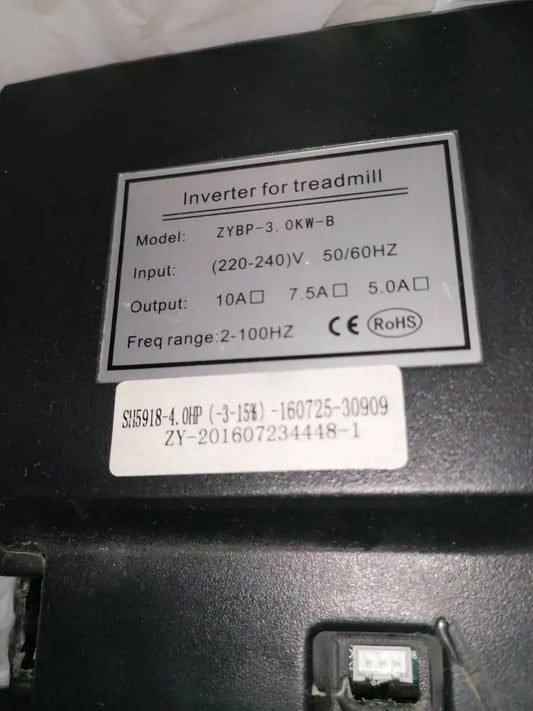 Inverter for treadmill
Model: ZYBP-3.0KW-B
Input: (220-240)V 50/60HZ
Output: 10A□ 7.5A□ 5.0A□
Freq range: 2-100HZ CE RoHS
SH5918-4.0HP (-3-15%) -160725-30909
ZY-201607234448-1